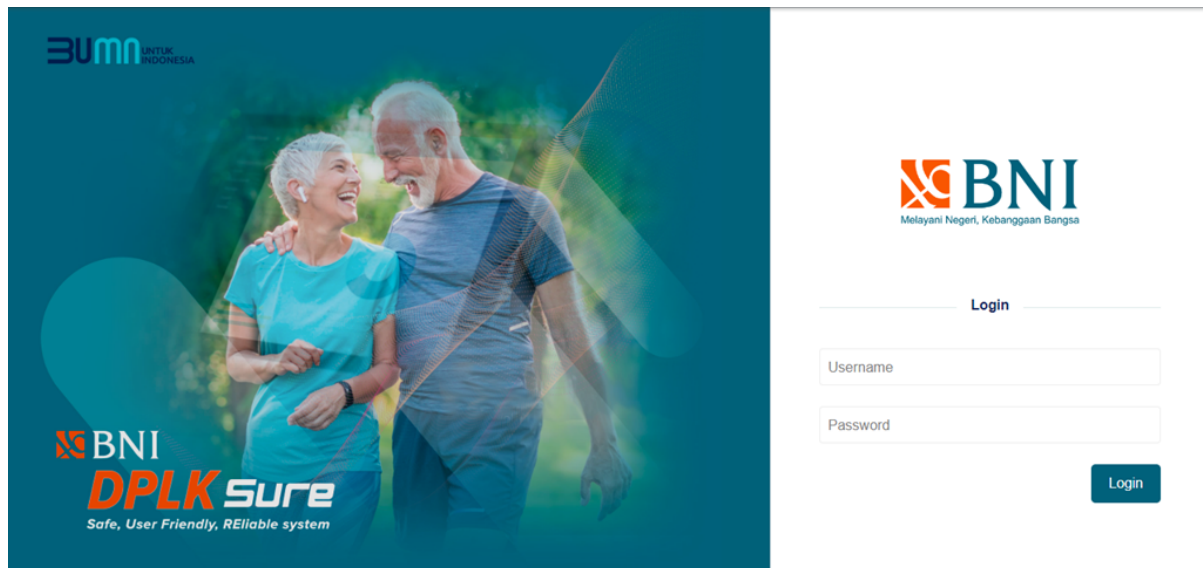 BUMN UNTUK
INDONESIA
BNI
DPLK Sure
Safe, User Friendly, REliable system
BNI
Melayani Negeri, Kebanggaan Bangsa
Login
Username
Password
Login